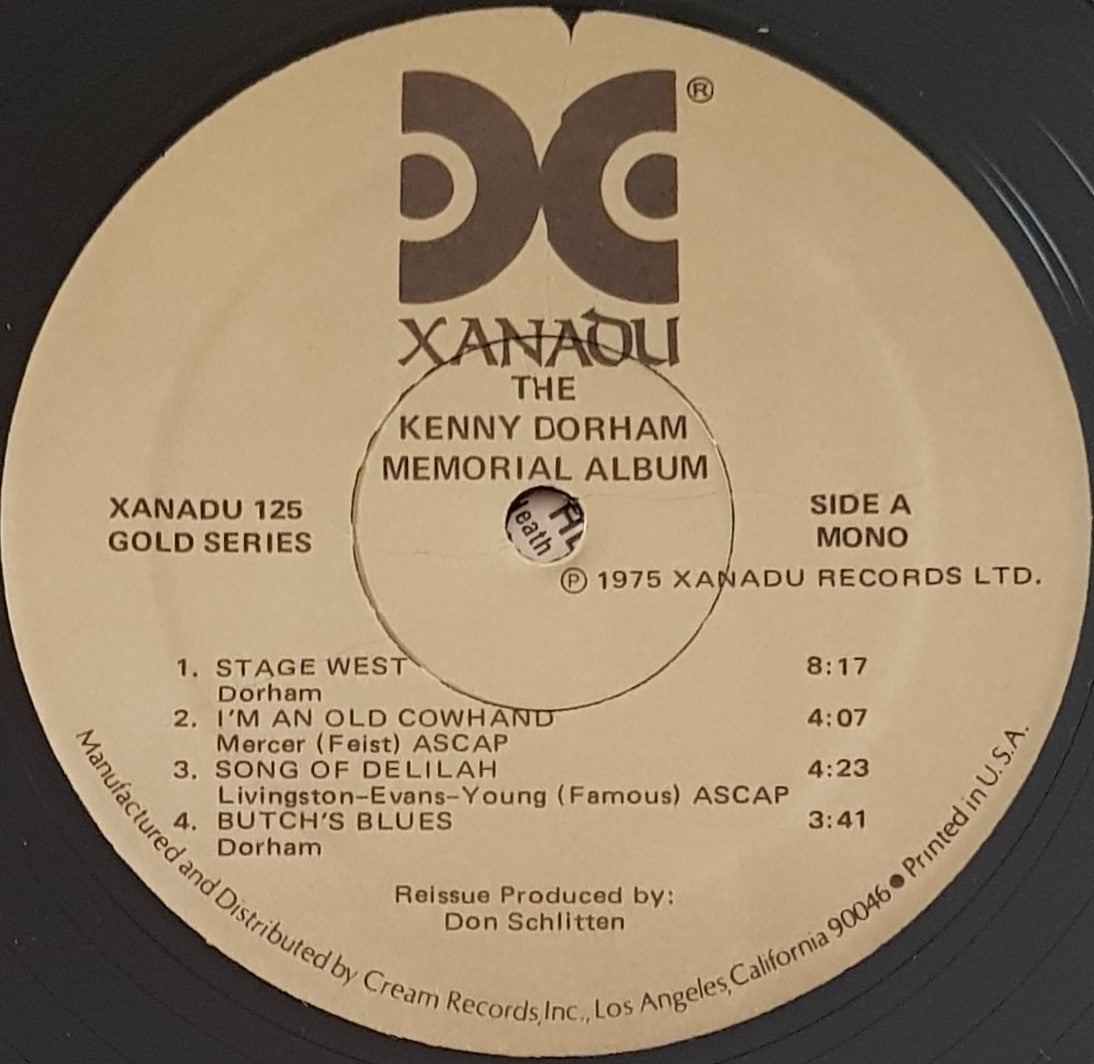 ®
XANADU
THE
KENNY DORHAM
MEMORIAL ALBUM
XANADU 125
GOLD SERIES
SIDE A
MONO
℗ 1975 XANADU RECORDS LTD.
1. STAGE WEST 8:17
Dorham
2. I'M AN OLD COWHAND 4:07
Mercer (Feist) ASCAP
3. SONG OF DELILAH 4:23
Livingston-Evans-Young (Famous) ASCAP
4. BUTCH'S BLUES 3:41
Dorham
Reissue Produced by:
Don Schlitten
Manufactured and Distributed by Cream Records, Inc., Los Angeles, California 90046 ● Printed in U.S.A.